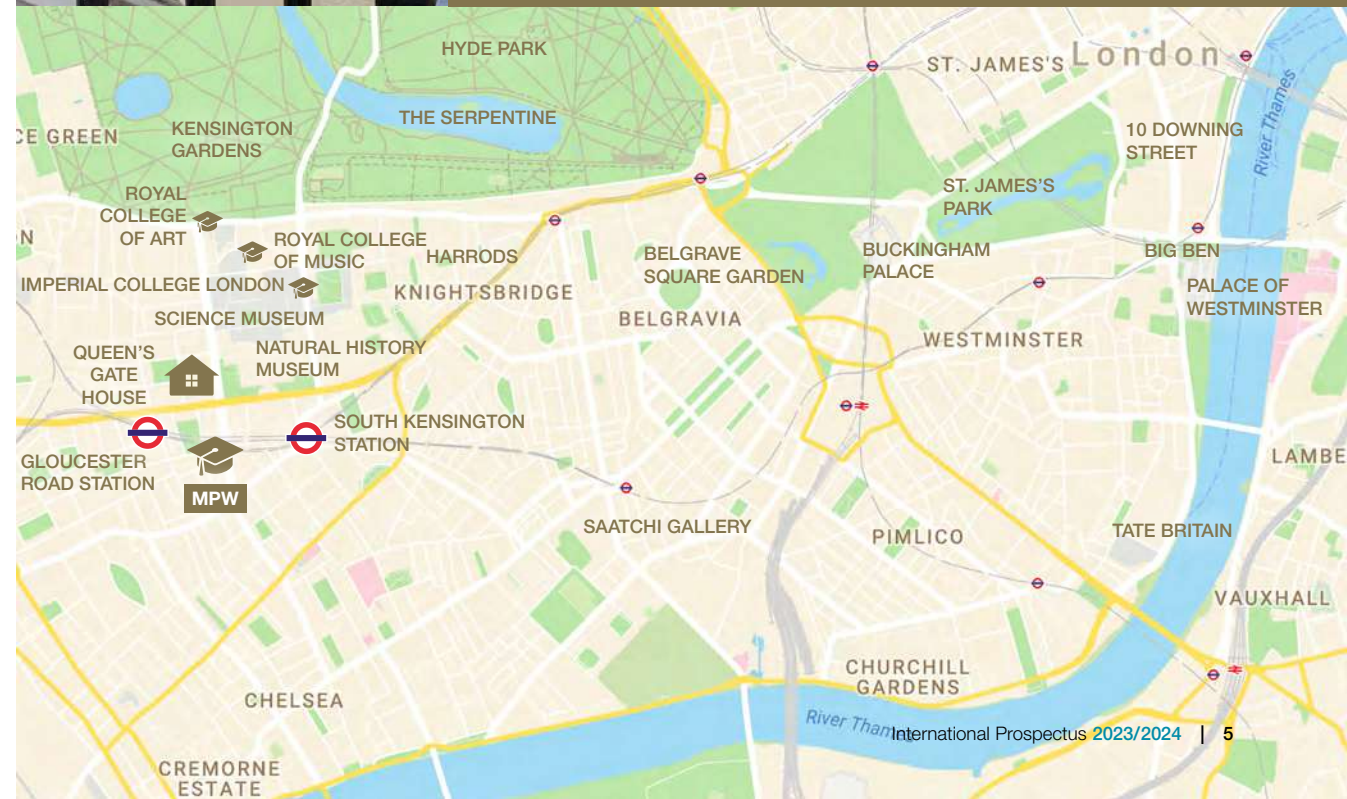 HYDE PARK
ST. JAMES'S
London
THE SERPENTINE
CE GREEN
KENSINGTON
GARDENS
10 DOWNING
STREET
River Thames
ROYAL
COLLEGE
OF ART
ST. JAMES'S
PARK
N
ROYAL COLLEGE
OF MUSIC
HARRODS
BELGRAVE
SQUARE GARDEN
BUCKINGHAM
PALACE
BIG BEN
IMPERIAL COLLEGE LONDON
KNIGHTSBRIDGE
PALACE OF
WESTMINSTER
SCIENCE MUSEUM
BELGRAVIA
WESTMINSTER
QUEEN'S
GATE
HOUSE
NATURAL HISTORY
MUSEUM
SOUTH KENSINGTON
STATION
GLOUCESTER
ROAD STATION
LAMBE
MPW
SAATCHI GALLERY
PIMLICO
TATE BRITAIN
VAUXHALL
CHURCHILL
GARDENS
CHELSEA
River Thames
International Prospectus 2023/2024 | 5
CREMORNE
ESTATE